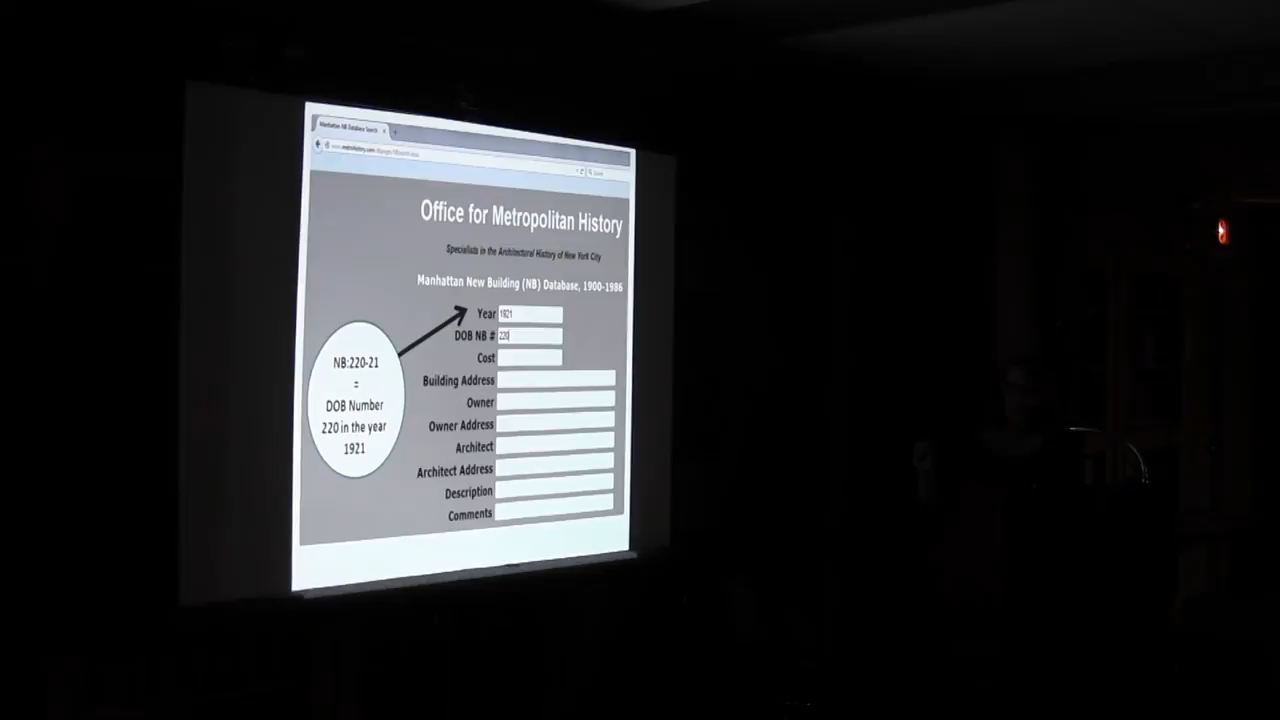 Manhattan NB Database Search
Office for Metropolitan History
Specialists in the Architectural History of New York City
Manhattan New Building (NB) Database, 1900-1986
Year 1921
DOB NB # 220
Cost
Building Address
Owner
Owner Address
Architect
Architect Address
Description
Comments
NB:220-21
=
DOB Number
220 in the year
1921